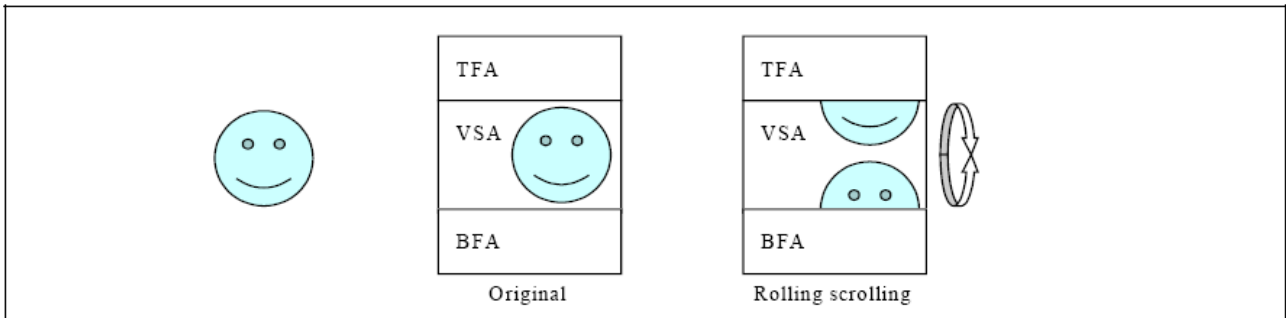 TFA
VSA
BFA
Original
TFA
VSA
BFA
Rolling scrolling